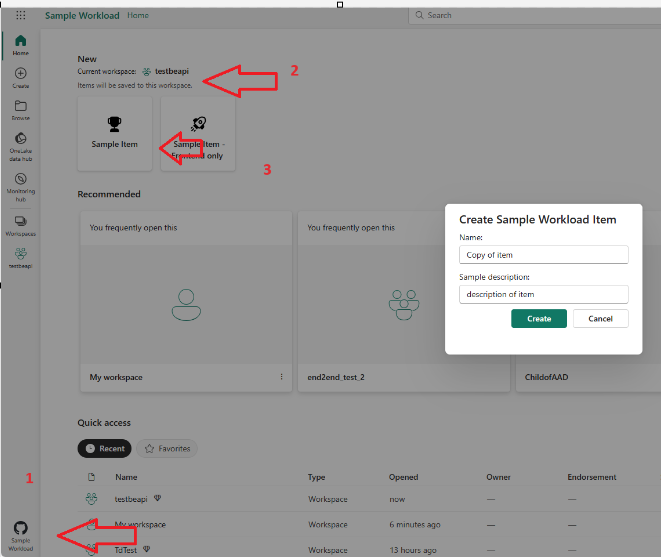 Sample Workload Home
Search
Home
Create
Browse
OneLake
data hub
Monitoring
hub
Workspaces
testbeapi
1
Sample
Workload
New
Current workspace: testbeapi
Items will be saved to this workspace.
2
Sample Item
Sample Item -
Frontend only
3
Recommended
You frequently open this
My workspace
You frequently open this
end2end_test_2
ChildofAAD
Create Sample Workload Item
Name:
Copy of item
Sample description:
description of item
Create Cancel
Quick access
Recent Favorites
Name Type Opened Owner Endorsement
testbeapi Workspace now — —
My workspace Workspace 6 minutes ago — —
TdTest Workspace 13 hours ago — —